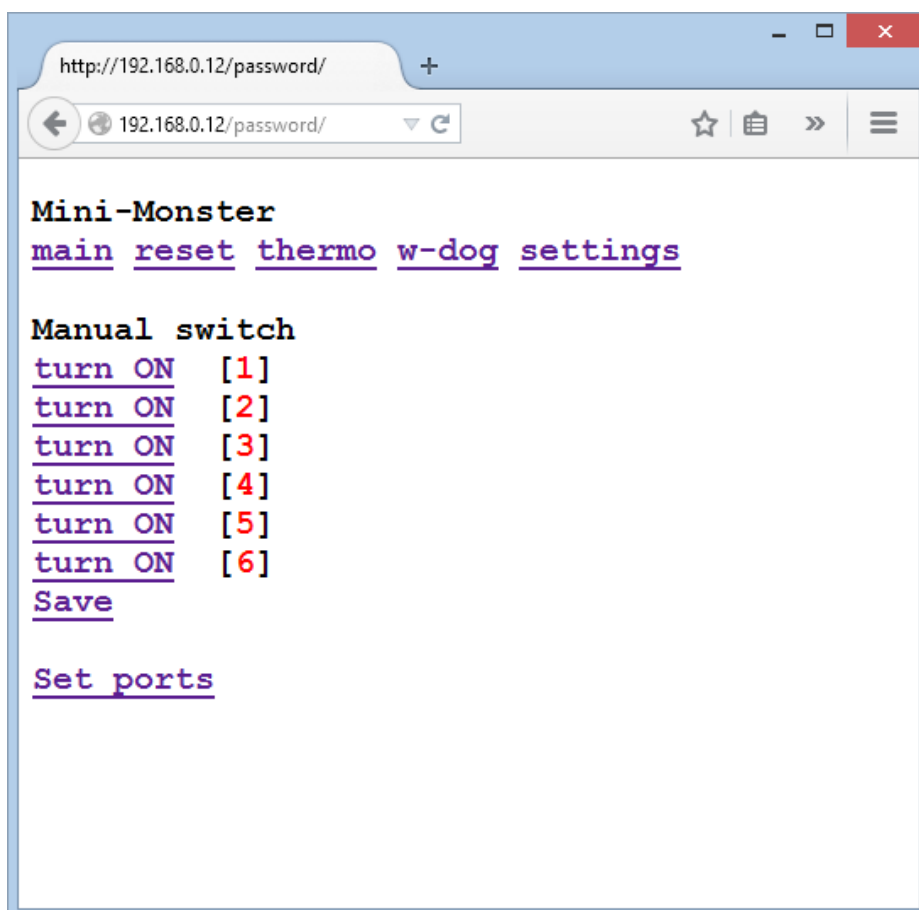 http://192.168.0.12/password/
192.168.0.12/password/
Mini-Monster
main reset thermo w-dog settings
Manual switch
turn ON [1]
turn ON [2]
turn ON [3]
turn ON [4]
turn ON [5]
turn ON [6]
Save
Set ports